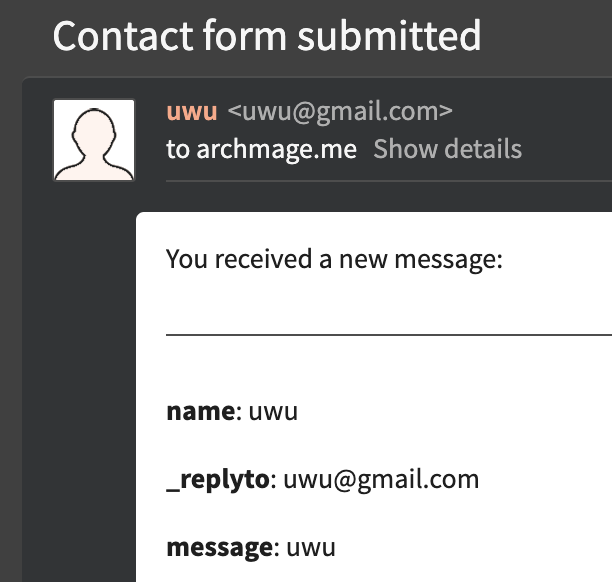 Contact form submitted
uwu <uwu@gmail.com>
to archmage.me Show details
You received a new message:
name: uwu
_replyto: uwu@gmail.com
message: uwu